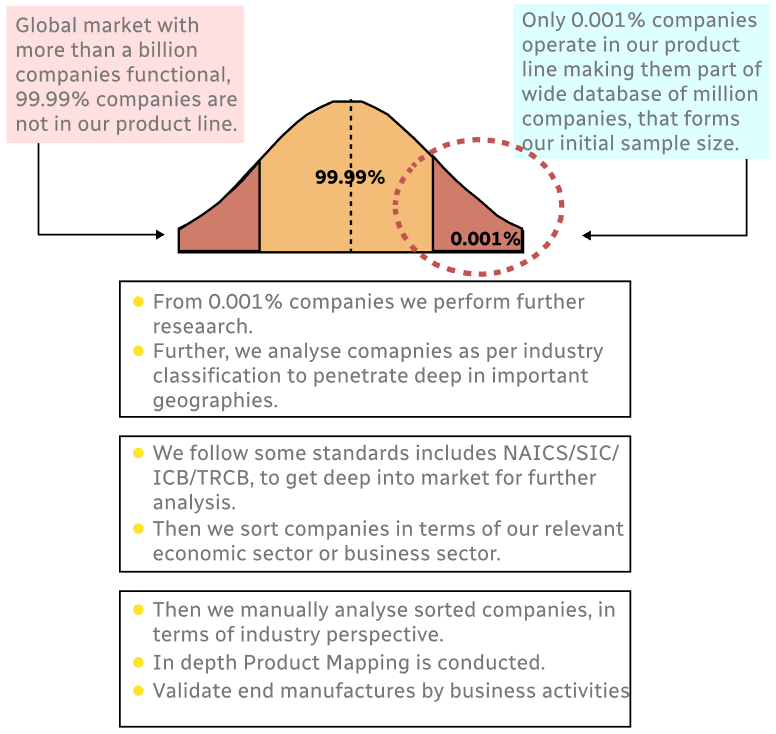 Global market with
more than a billion
companies functional,
99.99% companies are
not in our product line.
Only 0.001% companies
operate in our product
line making them part of
wide database of million
companies, that forms
our initial sample size.
99.99%
0.001%
From 0.001% companies we perform further
reseaarch.
Further, we analyse comapnies as per industry
classification to penetrate deep in important
geographies.
We follow some standards includes NAICS/SIC/
ICB/TRCB, to get deep into market for further
analysis.
Then we sort companies in terms of our relevant
economic sector or business sector.
Then we manually analyse sorted companies, in
terms of industry perspective.
In depth Product Mapping is conducted.
Validate end manufactures by business activities